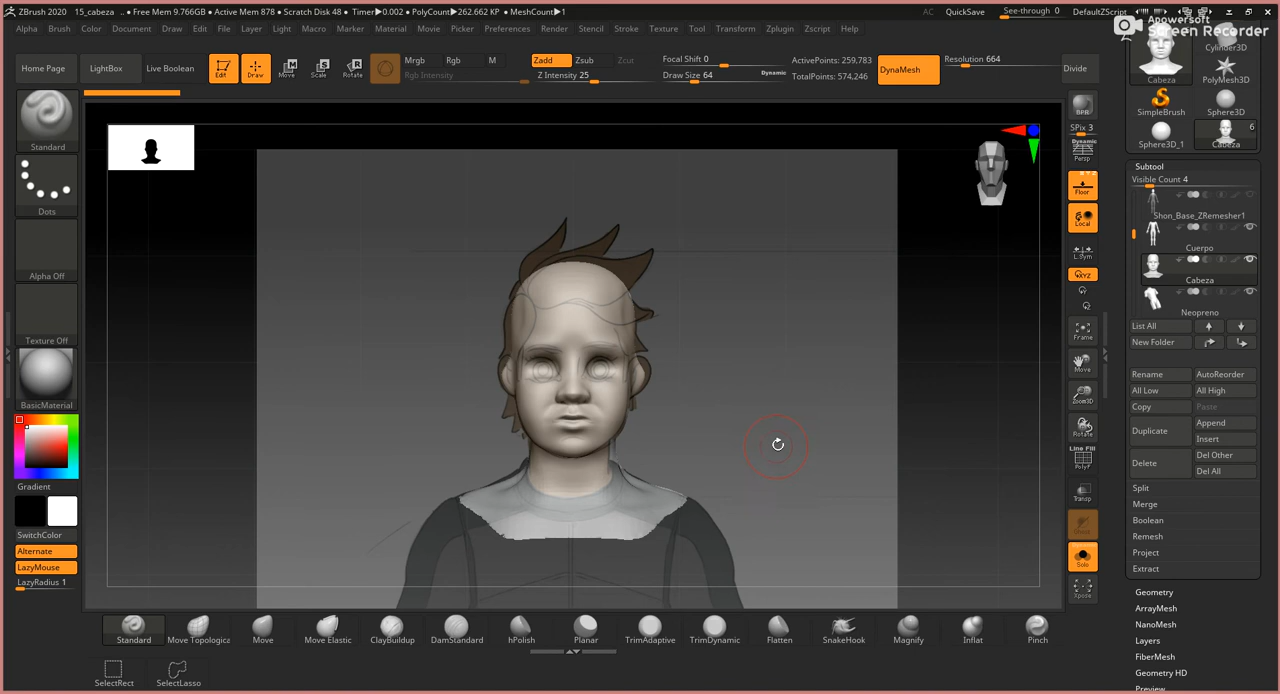 ZBrush 2020 15_cabeza .. • Free Mem 9.766GB • Active Mem 878 • Scratch Disk 48 • Timer▶0.002 • PolyCount▶262.662 KP • MeshCount▶1
AC QuickSave See-through 0 DefaultZScript
Apowersoft
Screen Recorder
Alpha Brush Color Document Draw Edit File Layer Light Macro Marker Material Movie Picker Preferences Render Stencil Texture Tool Transform Zplugin Zscript Help
Home Page LightBox Live Boolean
Edit Draw Move Scale Rotate
Mrgb Rgb M
Rgb Intensity
Zadd Zsub Zcut
Z Intensity 25
Focal Shift 0
Draw Size 64 Dynamic
ActivePoints: 259,783
TotalPoints: 574,246
DynaMesh
Resolution 664
Divide
Standard
Dots
Alpha Off
Texture Off
BasicMaterial
Gradient
SwitchColor
Alternate
LazyMouse
LazyRadius 1
BPR
SPix 3
Dynamic
Persp
Floor
Local
L.Sym
XYZ
Frame
Move
Zoom3D
Rotate
Line Fill
PolyF
Transp
Ghost
Dynamic
Solo
Xpose
Cabeza
Cylinder3D
PolyMesh3D
SimpleBrush Sphere3D
6
Sphere3D_1 Cabeza
Subtool
Visible Count 4
Shon_Base_ZRemesher1
Cuerpo
Cabeza
Neopreno
List All
New Folder
Rename AutoReorder
All Low All High
Copy Paste
Duplicate Append
Insert
Delete Del Other
Del All
Split
Merge
Boolean
Remesh
Project
Extract
Geometry
ArrayMesh
NanoMesh
Layers
FiberMesh
Geometry HD
Preview
Standard Move Topologica Move Move Elastic ClayBuildup DamStandard hPolish Planar TrimAdaptive TrimDynamic Flatten SnakeHook Magnify Inflat Pinch
SelectRect SelectLasso